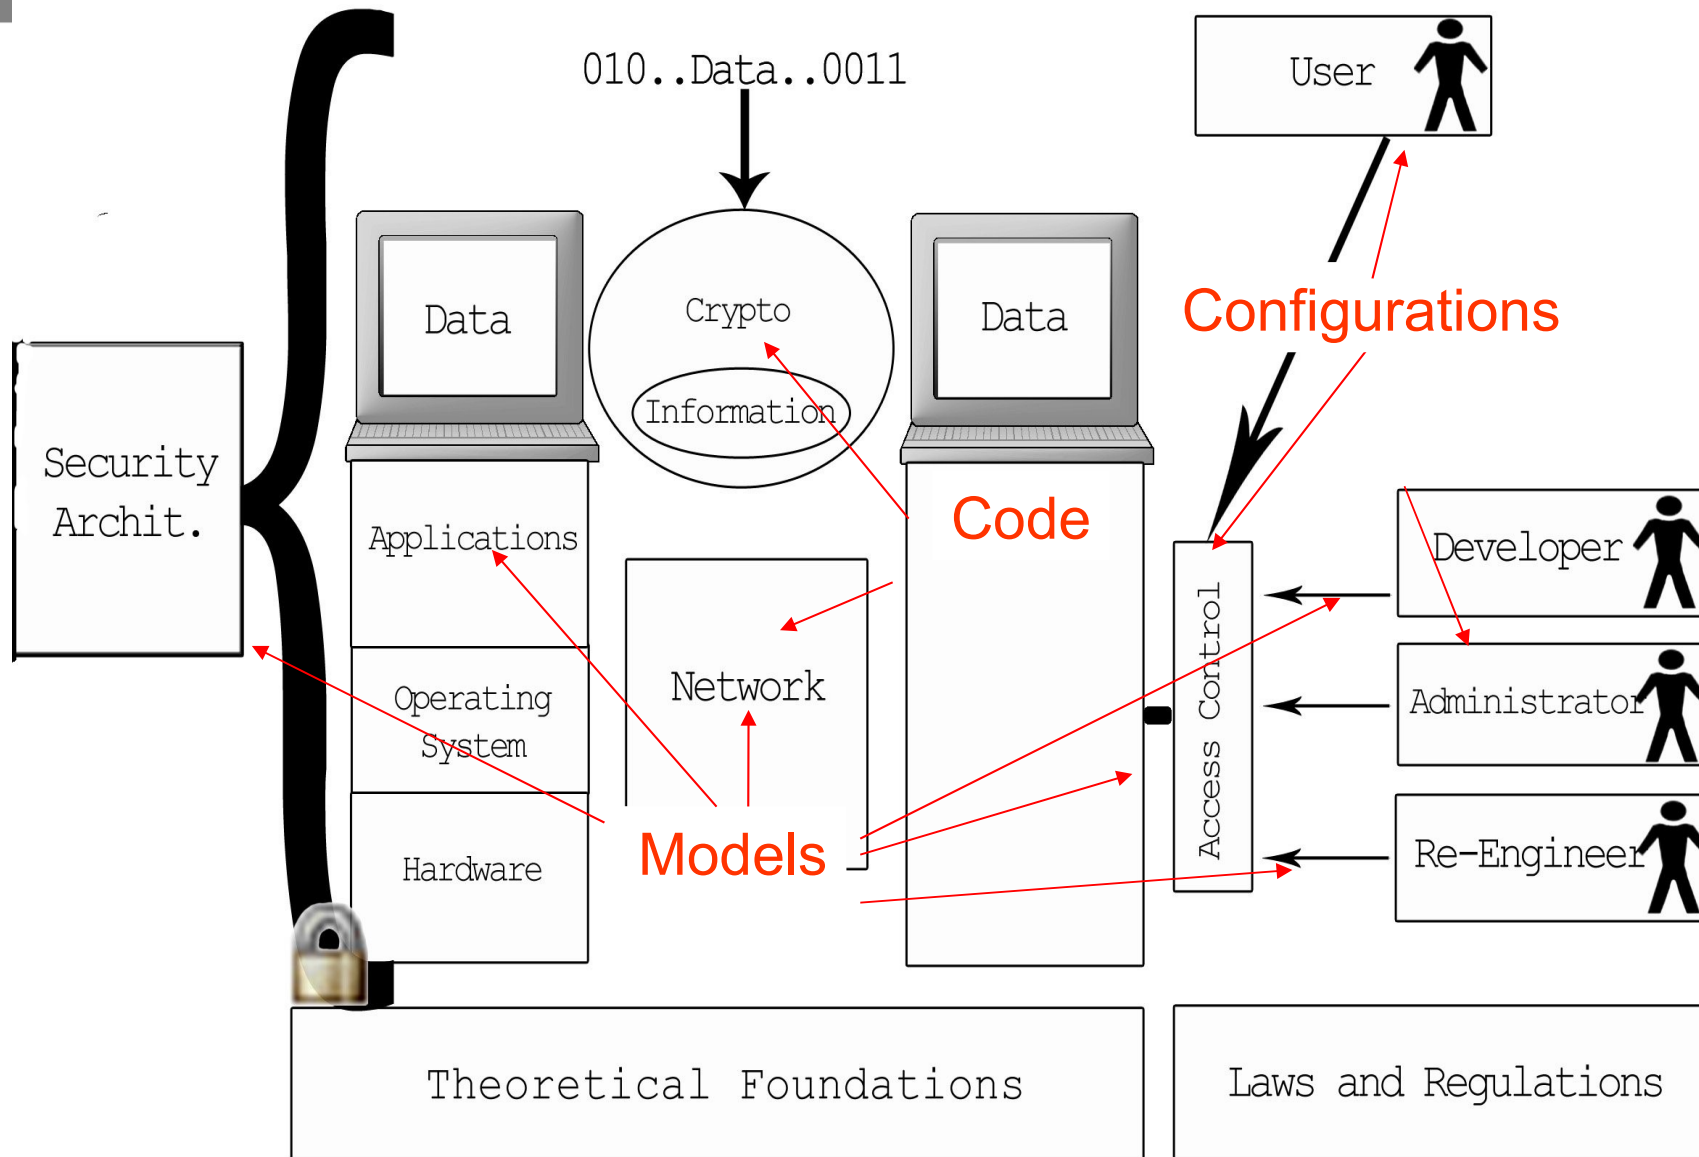 010..Data..0011
User
Data
Crypto
Information
Data
Configurations
Security
Archit.
Applications
Code
Developer
Network
Operating
System
Access Control
Administrator
Hardware
Models
Re-Engineer
Theoretical Foundations
Laws and Regulations